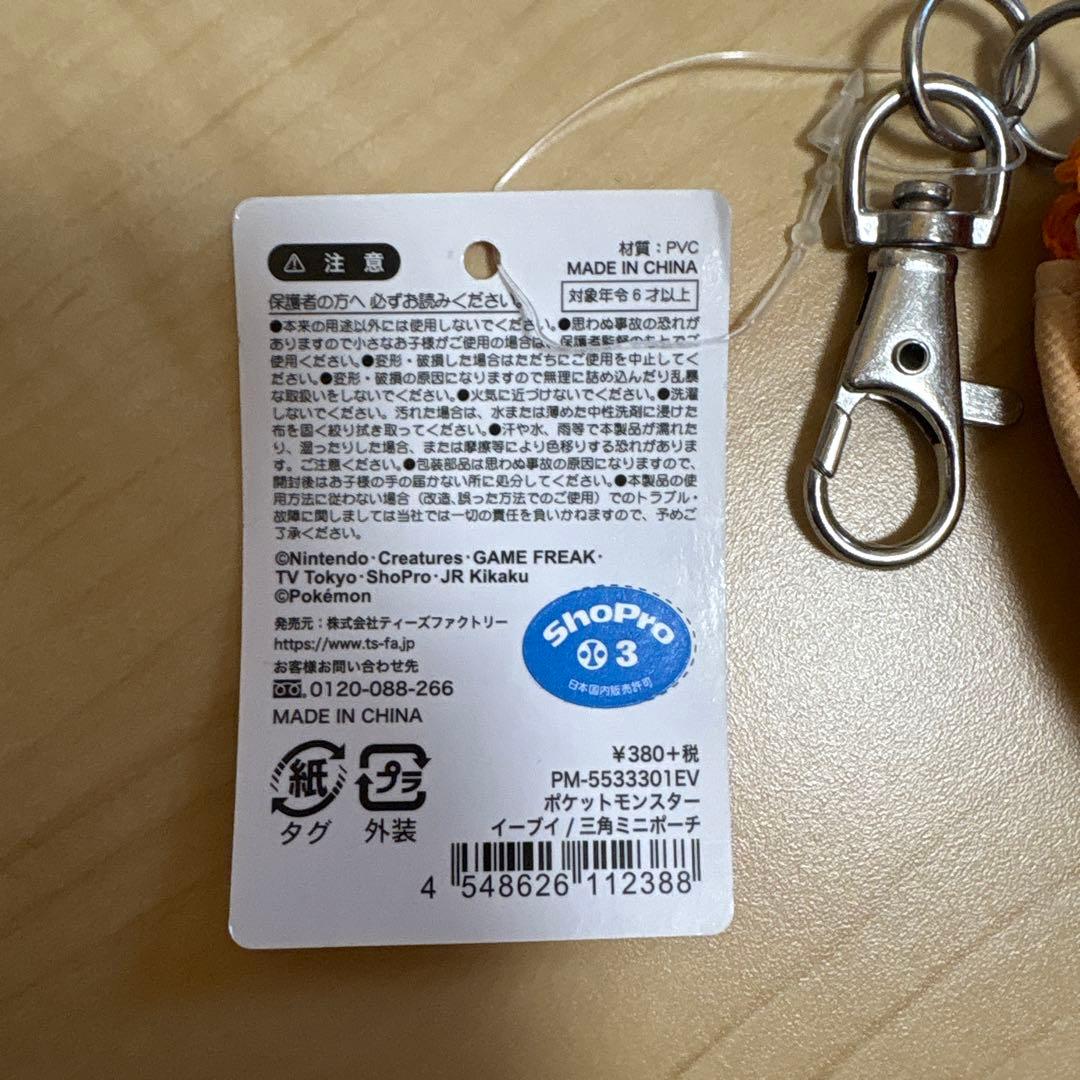 ⚠ 注意
材質：PVC
MADE IN CHINA
対象年令6才以上
保護者の方へ 必ずお読みください。
●本来の用途以外には使用しないでください。●思わぬ事故の恐れが
ありますので小さなお子様がご使用の場合は、保護者監督のもとでご
使用ください。●変形・破損した場合はただちにご使用を中止してく
ださい。●変形・破損の原因になりますので無理に詰め込んだり乱暴
な取扱いをしないでください。●火気に近づけないでください。●洗濯
しないでください。汚れた場合は、水または薄めた中性洗剤に浸けた
布を固く絞り拭き取ってください。●汗や水、雨等で本製品が濡れた
り、湿ったりした場合、または摩擦等により色移りする恐れがありま
す。ご注意ください。●包装部品は思わぬ事故の原因になりますので、
開封後はお子様の手の届かない所に処分してください。●本製品の使
用方法に従わない場合（改造、誤った方法でのご使用）でのトラブル・
故障に関しましては当社では一切の責任を負いかねますので、予めご
了承ください。
©Nintendo・Creatures・GAME FREAK・
TV Tokyo・ShoPro・JR Kikaku
©Pokémon
発売元：株式会社ティーズファクトリー
https://www.ts-fa.jp
お客様お問い合わせ先
0120-088-266
MADE IN CHINA
ShoPro
3
日本国内販売許可
紙
タグ
プラ
外装
￥380＋税
PM-5533301EV
ポケットモンスター
イーブイ / 三角ミニポーチ
4 548626 112388